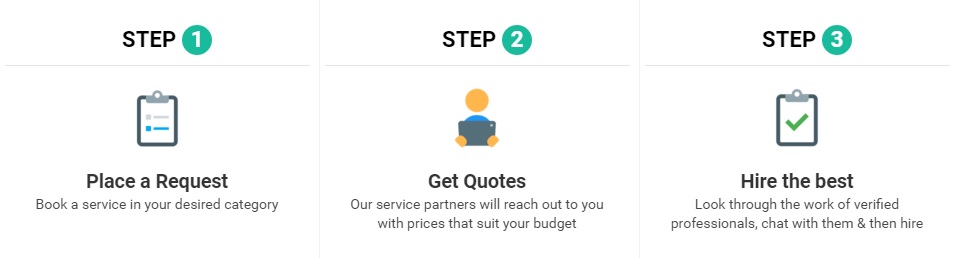 STEP 1
Place a Request
Book a service in your desired category
STEP 2
Get Quotes
Our service partners will reach out to you
with prices that suit your budget
STEP 3
Hire the best
Look through the work of verified
professionals, chat with them & then hire